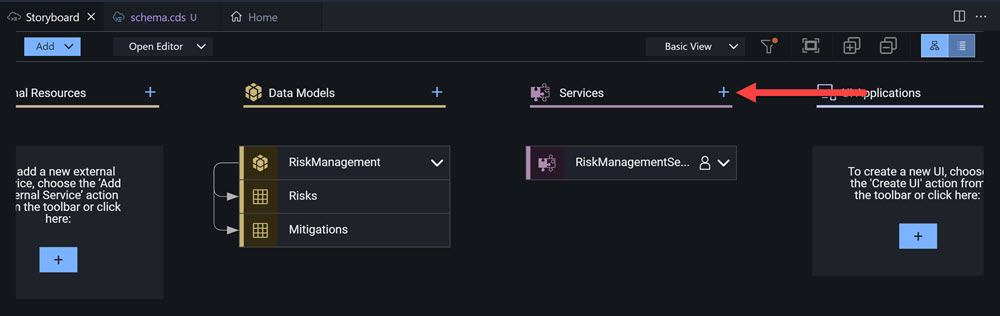 Storyboard
schema.cds U
Home
Add
Open Editor
Basic View
nal Resources
Data Models
Services
Applications
add a new external
ice, choose the 'Add
ernal Service' action
m the toolbar or click
here:
RiskManagement
Risks
Mitigations
RiskManagementSe...
To create a new UI, choose
the 'Create UI' action from
the toolbar or click here: